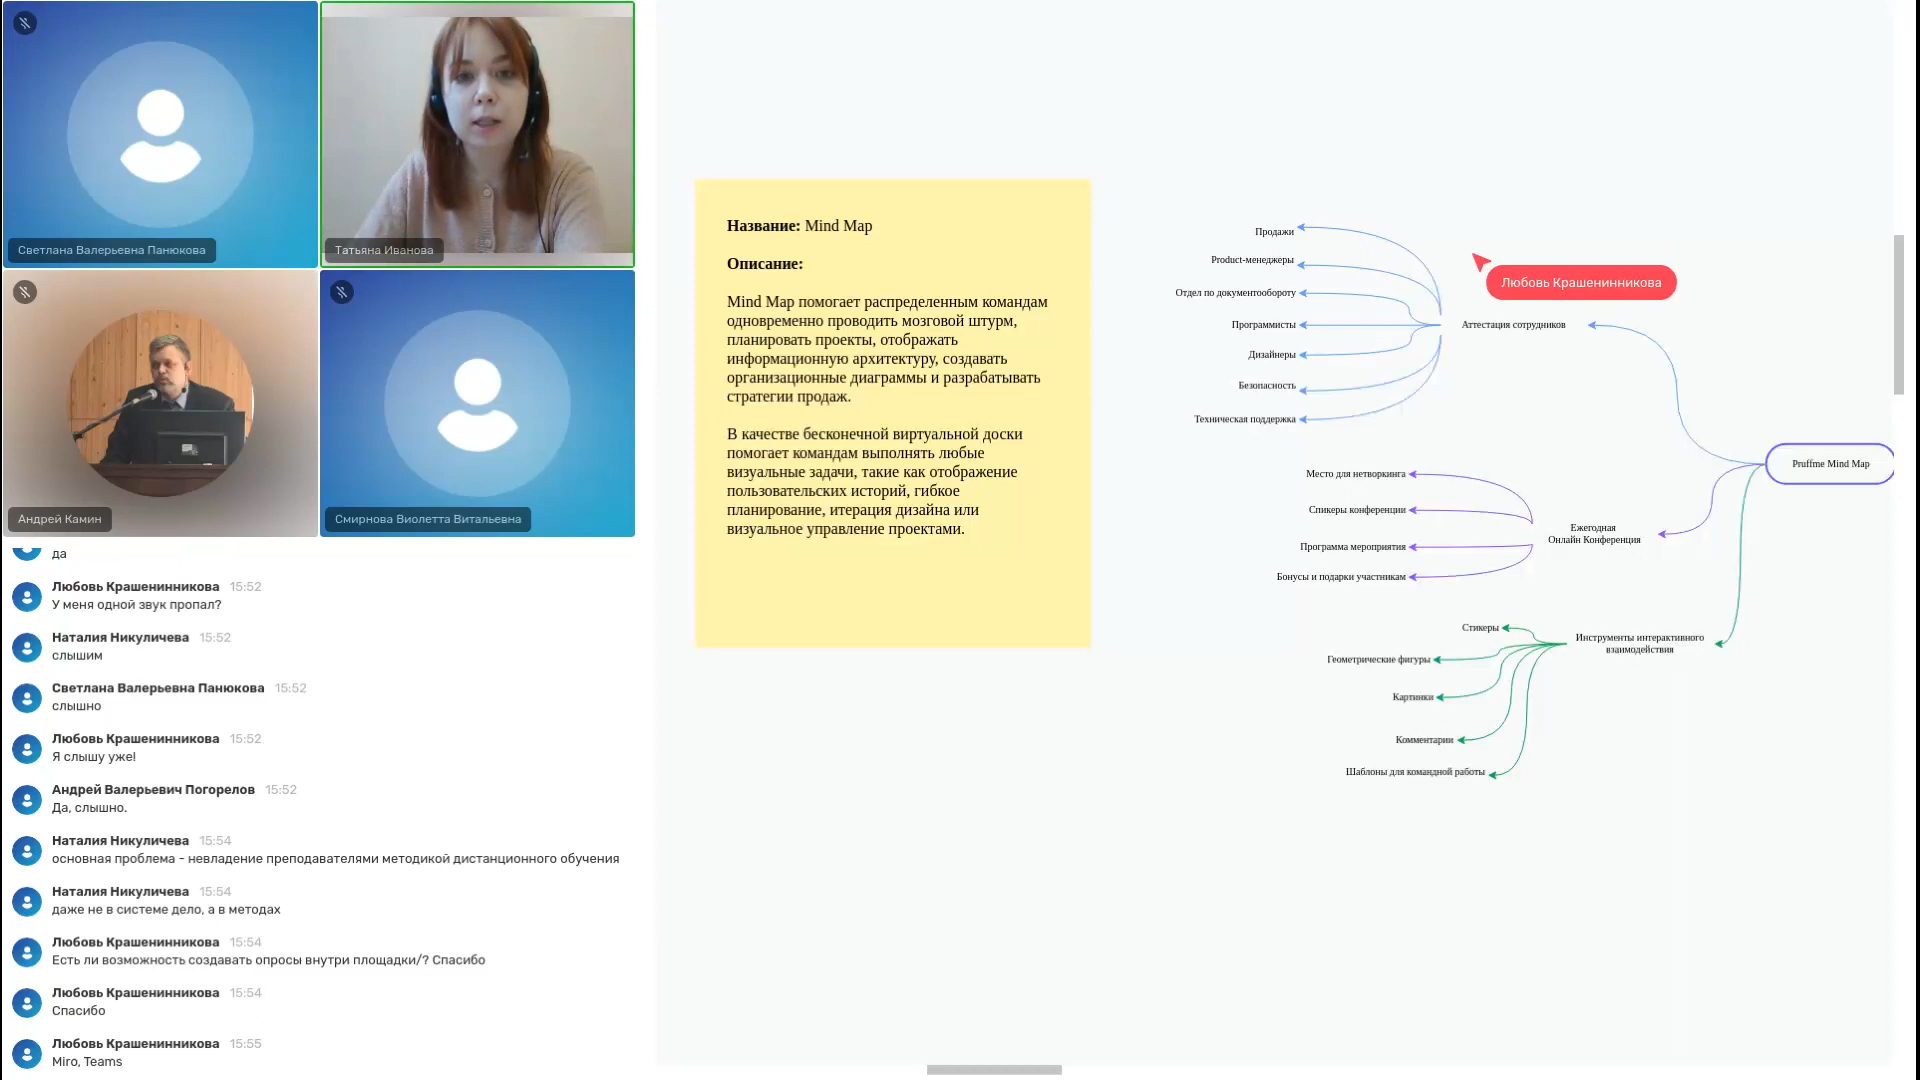 Светлана Валерьевна Панюкова
Татьяна Иванова
Андрей Камин
Смирнова Виолетта Витальевна
да
Любовь Крашенинникова 15:52
У меня одной звук пропал?
Наталия Никуличева 15:52
слышим
Светлана Валерьевна Панюкова 15:52
слышно
Любовь Крашенинникова 15:52
Я слышу уже!
Андрей Валерьевич Погорелов 15:52
Да, слышно.
Наталия Никуличева 15:54
основная проблема - невладение преподавателями методикой дистанционного обучения
Наталия Никуличева 15:54
даже не в системе дело, а в методах
Любовь Крашенинникова 15:54
Есть ли возможность создавать опросы внутри площадки/? Спасибо
Любовь Крашенинникова 15:54
Спасибо
Любовь Крашенинникова 15:55
Miro, Teams
Название: Mind Map
Описание:
Mind Map помогает распределенным командам
одновременно проводить мозговой штурм,
планировать проекты, отображать
информационную архитектуру, создавать
организационные диаграммы и разрабатывать
стратегии продаж.
В качестве бесконечной виртуальной доски
помогает командам выполнять любые
визуальные задачи, такие как отображение
пользовательских историй, гибкое
планирование, итерация дизайна или
визуальное управление проектами.
Продажи
Product-менеджеры
Отдел по документообороту
Программисты
Дизайнеры
Безопасность
Техническая поддержка
Любовь Крашенинникова
Аттестация сотрудников
Pruffme Mind Map
Место для нетворкинга
Спикеры конференции
Программа мероприятия
Бонусы и подарки участникам
Ежегодная
Онлайн Конференция
Стикеры
Геометрические фигуры
Картинки
Комментарии
Шаблоны для командной работы
Инструменты интерактивного
взаимодействия